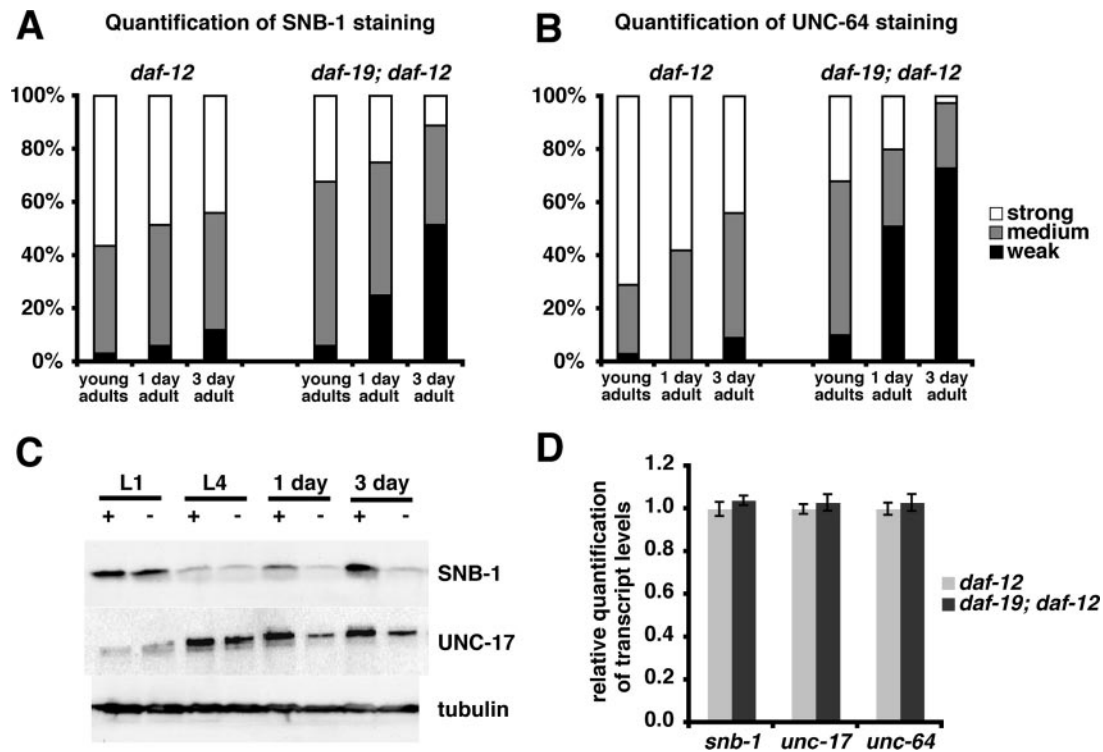 A
Quantification of SNB-1 staining
daf-12
daf-19; daf-12
100%
80%
60%
40%
20%
0%
young adults
1 day adult
3 day adult
young adults
1 day adult
3 day adult
B
Quantification of UNC-64 staining
daf-12
daf-19; daf-12
100%
80%
60%
40%
20%
0%
young adults
1 day adult
3 day adult
young adults
1 day adult
3 day adult
strong
medium
weak
C
L1 L4 1 day 3 day
+ - + - + - + -
SNB-1
UNC-17
tubulin
D
relative quantification
of transcript levels
1.2
1.0
0.8
0.6
0.4
0.2
0.0
snb-1 unc-17 unc-64
daf-12
daf-19; daf-12